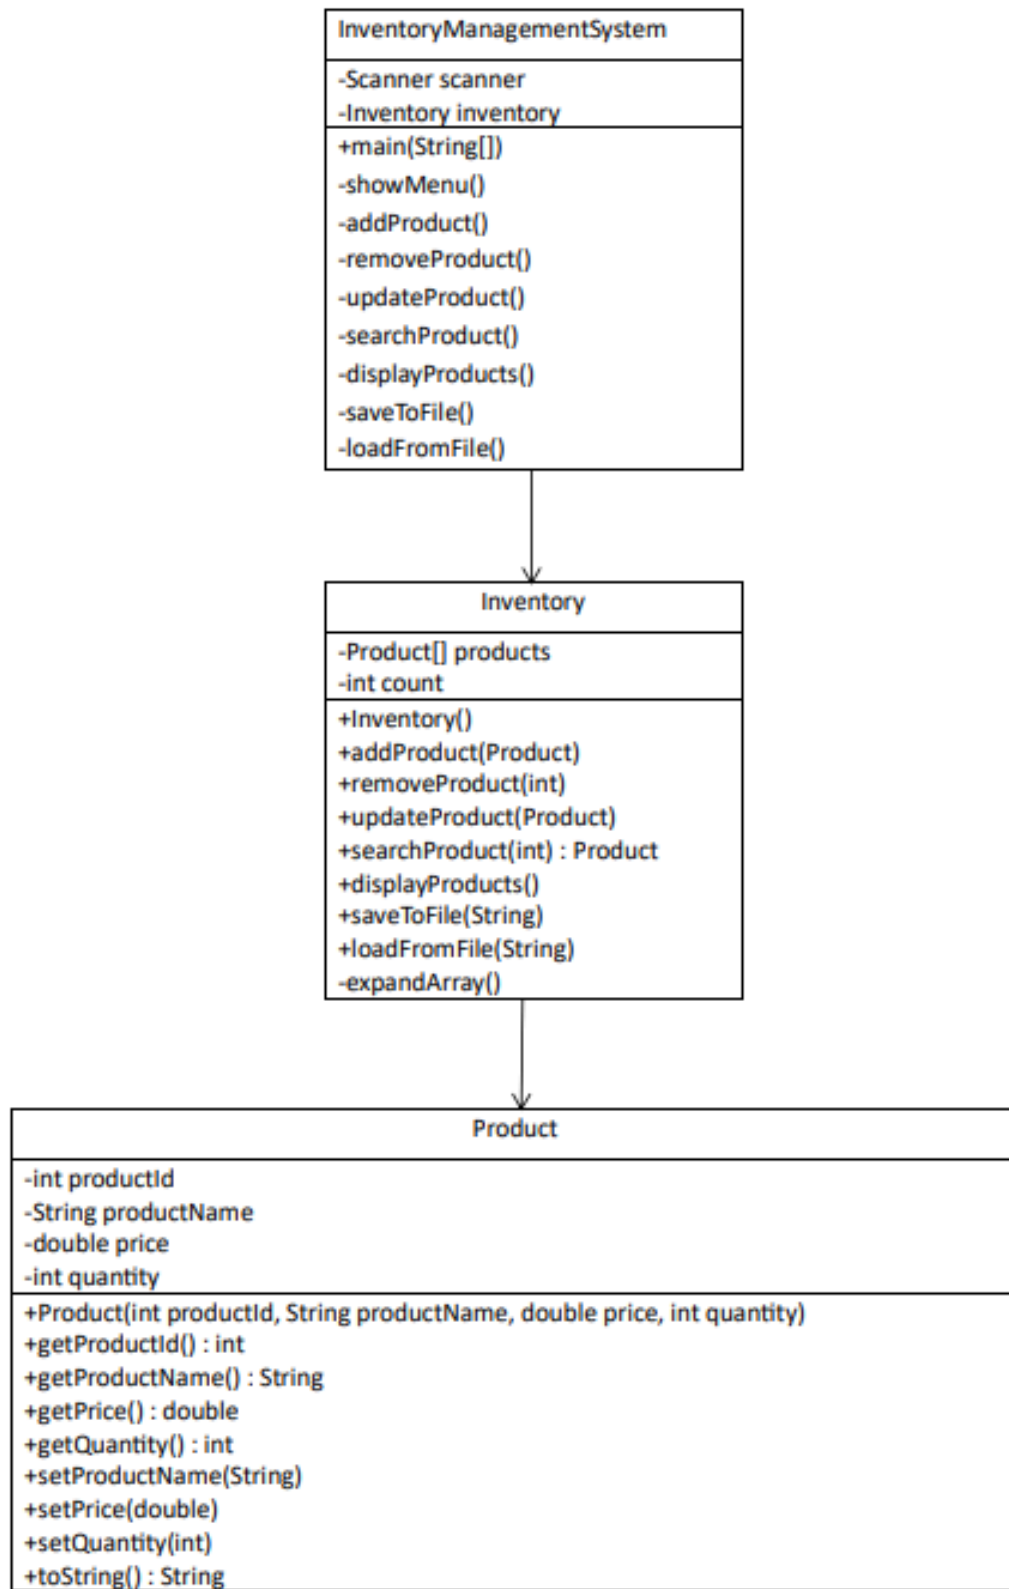 InventoryManagementSystem
-Scanner scanner
-Inventory inventory
+main(String[])
-showMenu()
-addProduct()
-removeProduct()
-updateProduct()
-searchProduct()
-displayProducts()
-saveToFile()
-loadFromFile()
Inventory
-Product[] products
-int count
+Inventory()
+addProduct(Product)
+removeProduct(int)
+updateProduct(Product)
+searchProduct(int) : Product
+displayProducts()
+saveToFile(String)
+loadFromFile(String)
-expandArray()
Product
-int productId
-String productName
-double price
-int quantity
+Product(int productId, String productName, double price, int quantity)
+getProductId() : int
+getProductName() : String
+getPrice() : double
+getQuantity() : int
+setProductName(String)
+setPrice(double)
+setQuantity(int)
+toString() : String